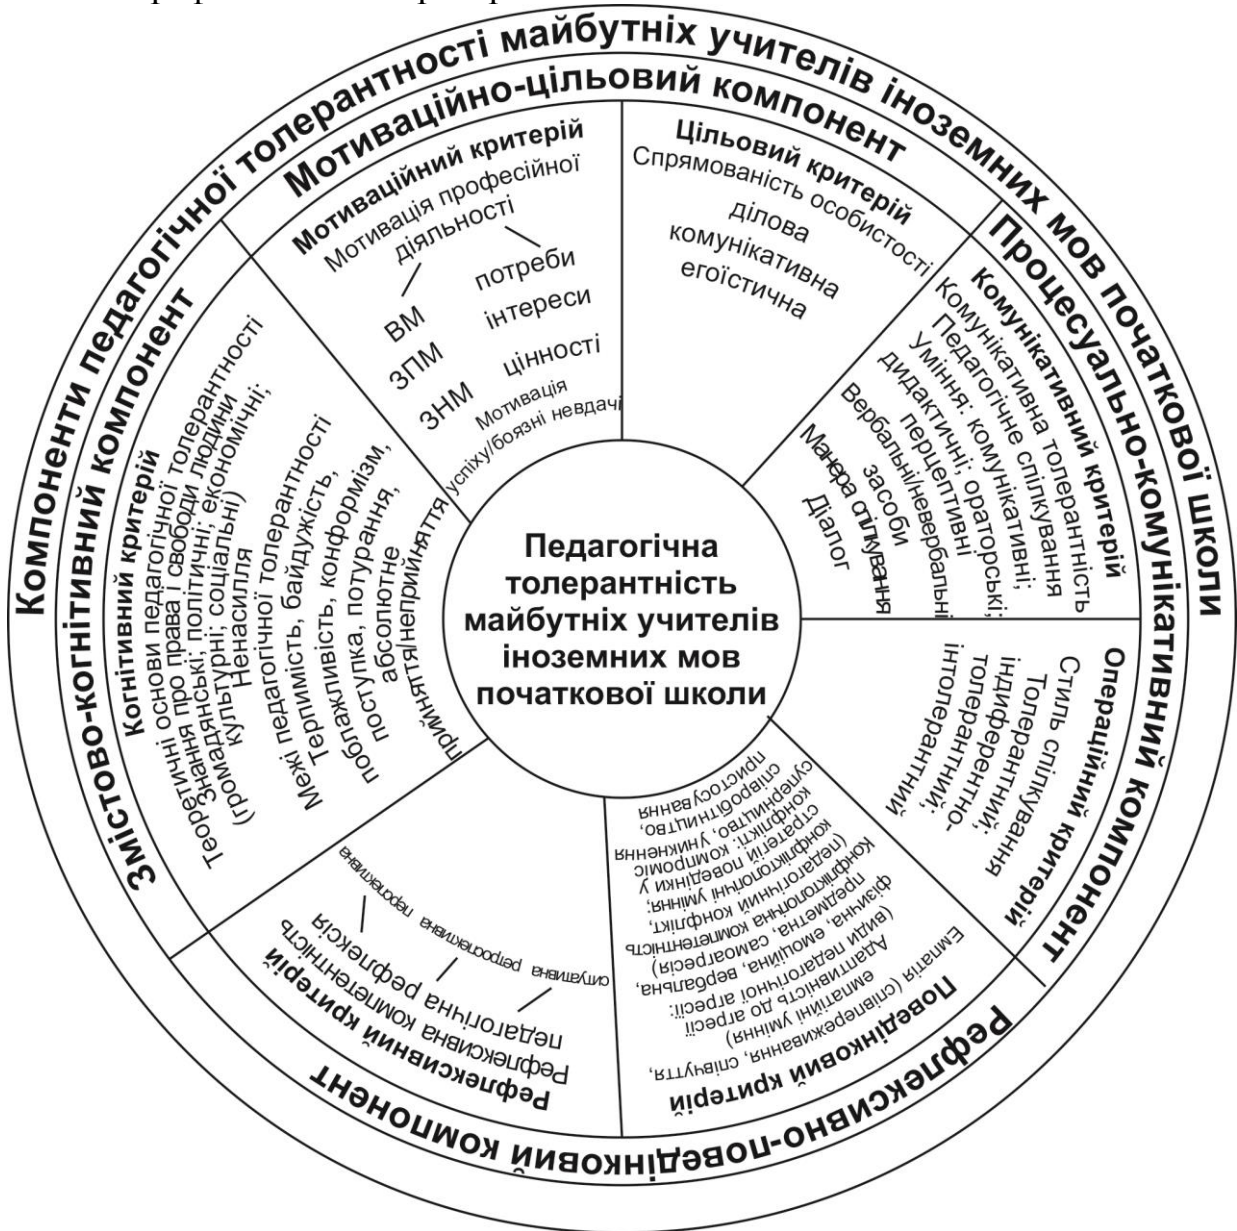 Компоненти педагогічної толерантності майбутніх учителів іноземних мов початкової школи
Мотиваційно-цільовий компонент
Мотиваційний критерій
Мотивація професійної
діяльності
ВМ
ЗПМ
ЗНМ
потреби
інтереси
цінності
Мотивація
успіху/боязні невдачі
Цільовий критерій
Спрямованість особистості
ділова
комунікативна
егоїстична
Процесуально-комунікативний компонент
Комунікативний критерій
Комунікативна толерантність
Педагогічне спілкування
Уміння: комунікативні;
дидактичні; ораторські;
перцептивні
Вербальні/невербальні
засоби
Манера спілкування
Діалог
Операційний критерій
Стиль спілкування
Толерантний;
індиферентно-
толерантний;
інтолерантний
Рефлексивно-поведінковий компонент
Поведінковий критерій
Емпатія (співпереживання, співчуття,
емпатійні уміння)
Адаптивність до агресії
(види педагогічної агресії:
фізична, емоційна, вербальна,
предметна, самоагресія)
Конфліктологічна компетентність
(педагогічний конфлікт,
конфліктологічні уміння;
стратегій поведінки у
конфлікті: компроміс
суперництво, уникнення
співробітництво,
пристосування
Рефлексивний критерій
Рефлексивна компетентність
педагогічна рефлексія
ситуативна ретроспективна перспективна
Змістово-когнітивний компонент
Когнітивний критерій
Теоретичні основи педагогічної толерантності
Знання про права і свободи людини
(громадянські; політичні; економічні;
культурні; соціальні)
Ненасилля
Межі педагогічної толерантності
Терпимість, байдужість,
поблажливість, конформізм,
поступка, потурання,
абсолютне
прийняття/неприйняття
Педагогічна
толерантність
майбутніх учителів
іноземних мов
початкової школи